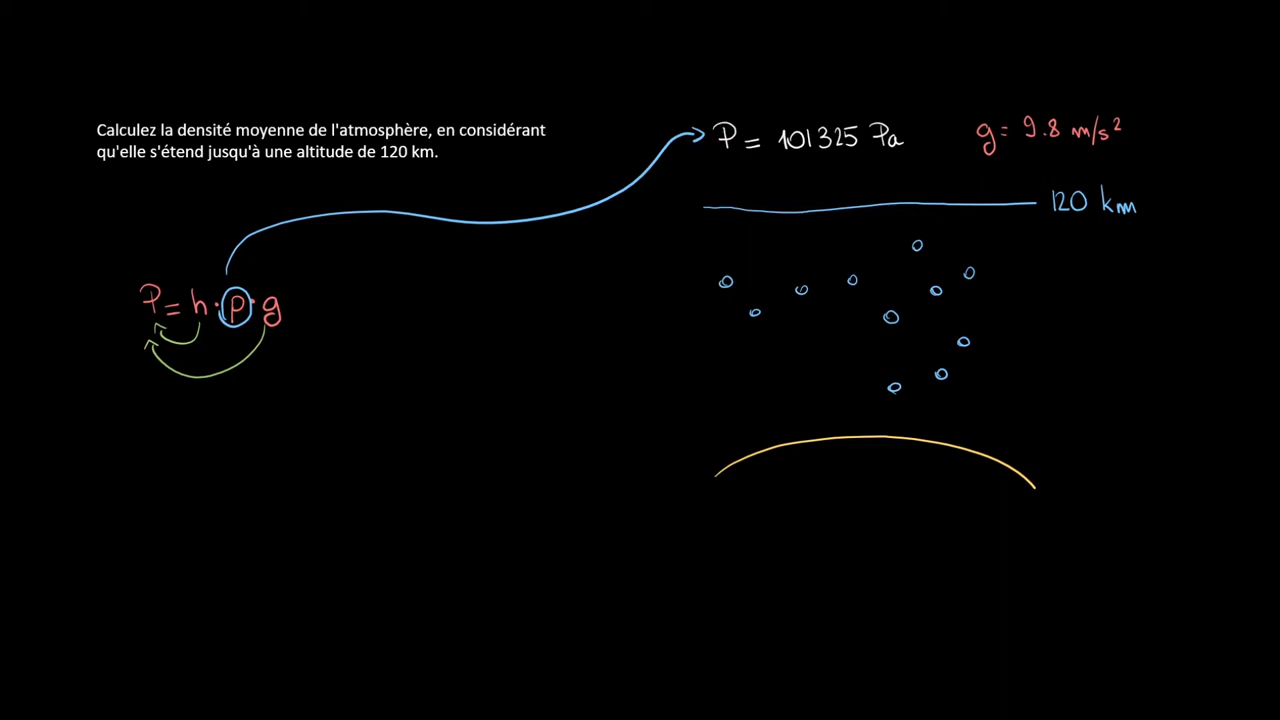 Calculez la densité moyenne de l'atmosphère, en considérant
qu'elle s'étend jusqu'à une altitude de 120 km.
P = 101325 Pa
g = 9.8 m/s²
120 km
P = h · ρ · g